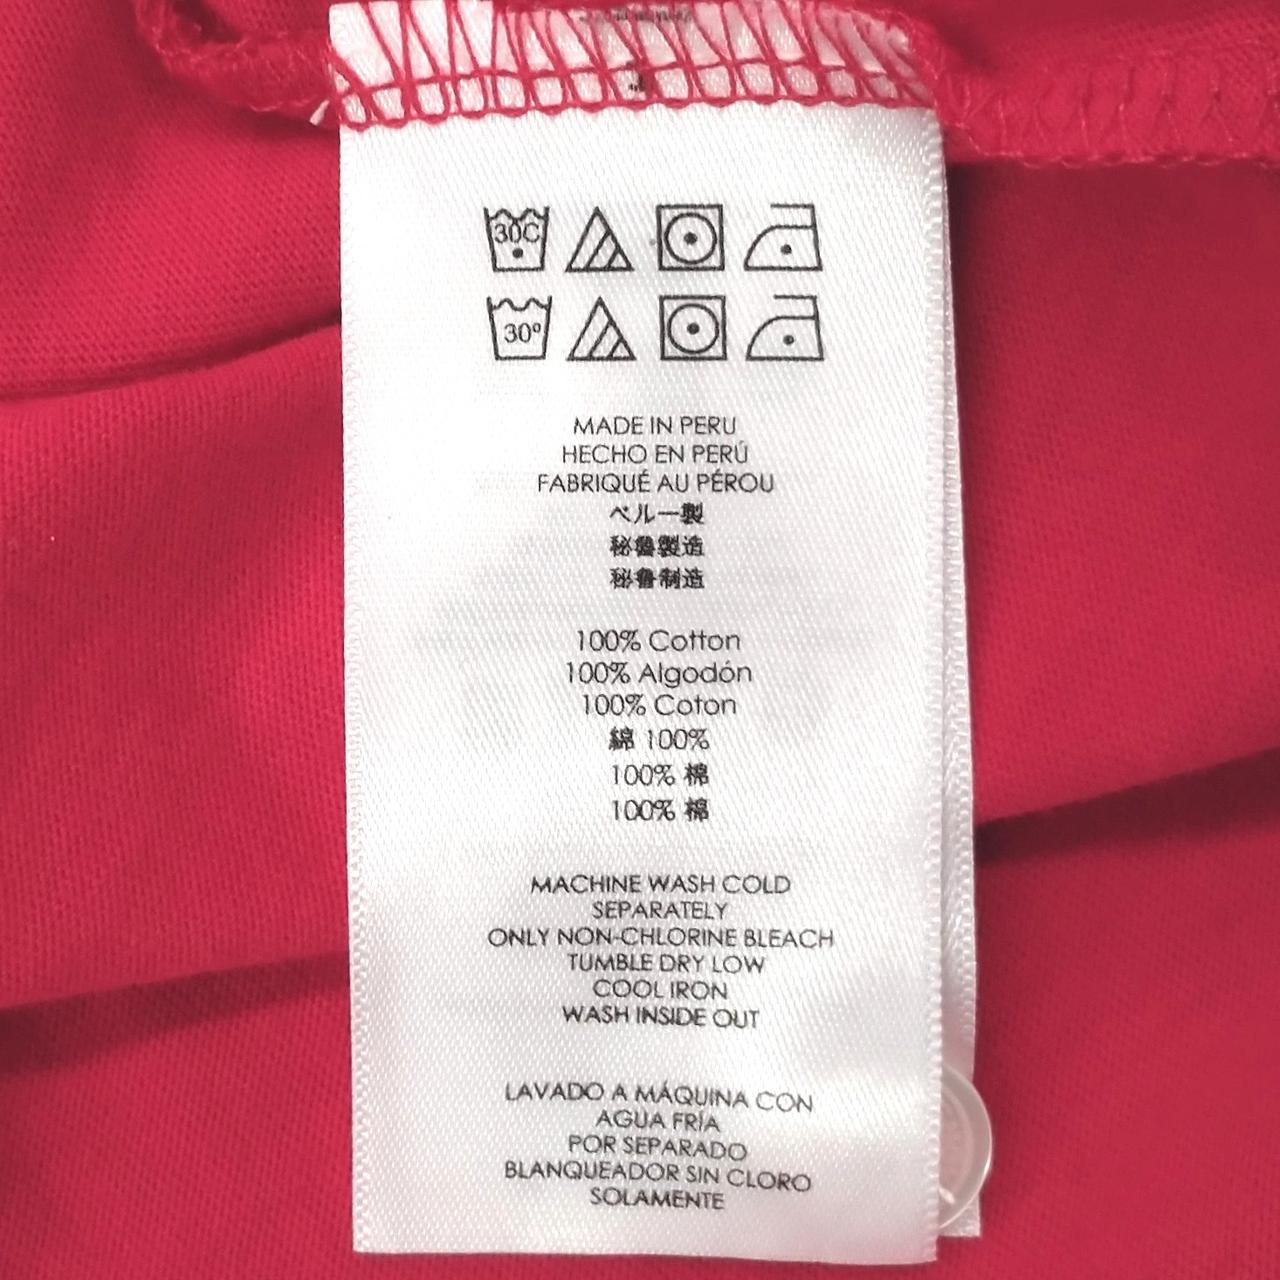 30C
30º
MADE IN PERU
HECHO EN PERÚ
FABRIQUÉ AU PÉROU
ペルー製
秘魯製造
秘鲁制造
100% Cotton
100% Algodón
100% Coton
綿 100%
100% 棉
100% 棉
MACHINE WASH COLD
SEPARATELY
ONLY NON-CHLORINE BLEACH
TUMBLE DRY LOW
COOL IRON
WASH INSIDE OUT
LAVADO A MÁQUINA CON
AGUA FRÍA
POR SEPARADO
BLANQUEADOR SIN CLORO
SOLAMENTE